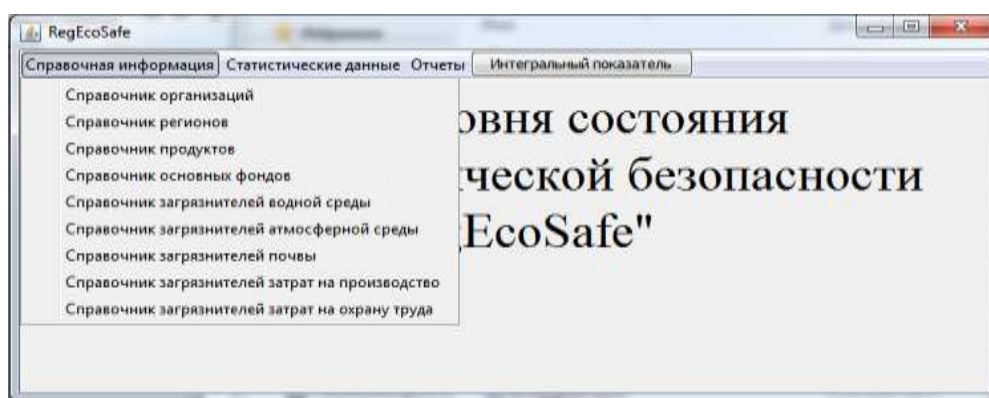 RegEcoSafe
Справочная информация Статистические данные Отчеты Интегральный показатель
Справочник организаций
Справочник регионов
Справочник продуктов
Справочник основных фондов
Справочник загрязнителей водной среды
Справочник загрязнителей атмосферной среды
Справочник загрязнителей почвы
Справочник загрязнителей затрат на производство
Справочник загрязнителей затрат на охрану труда
овня состояния
ческой безопасности
gEcoSafe"